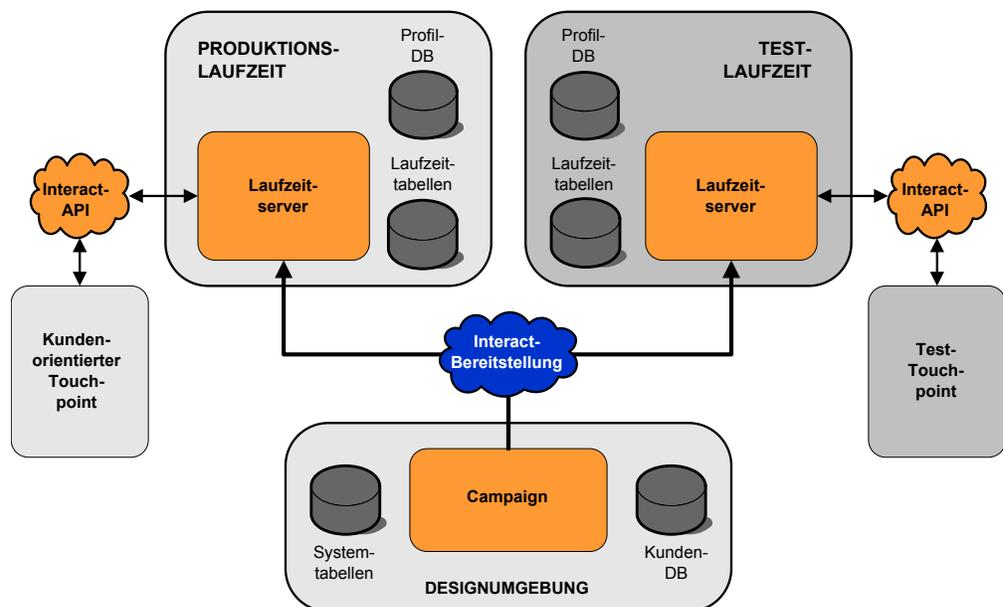 PRODUKTIONS-
LAUFZEIT
Profil-
DB
Laufzeit-
server
Laufzeit-
tabellen
Profil-
DB
TEST-
LAUFZEIT
Laufzeit-
tabellen
Laufzeit-
server
Interact-
API
Interact-
API
Kunden-
orientierter
Touch-
point
Interact-
Bereitstellung
Test-
Touch-
point
Campaign
System-
tabellen
Kunden-
DB
DESIGNUMGEBUNG